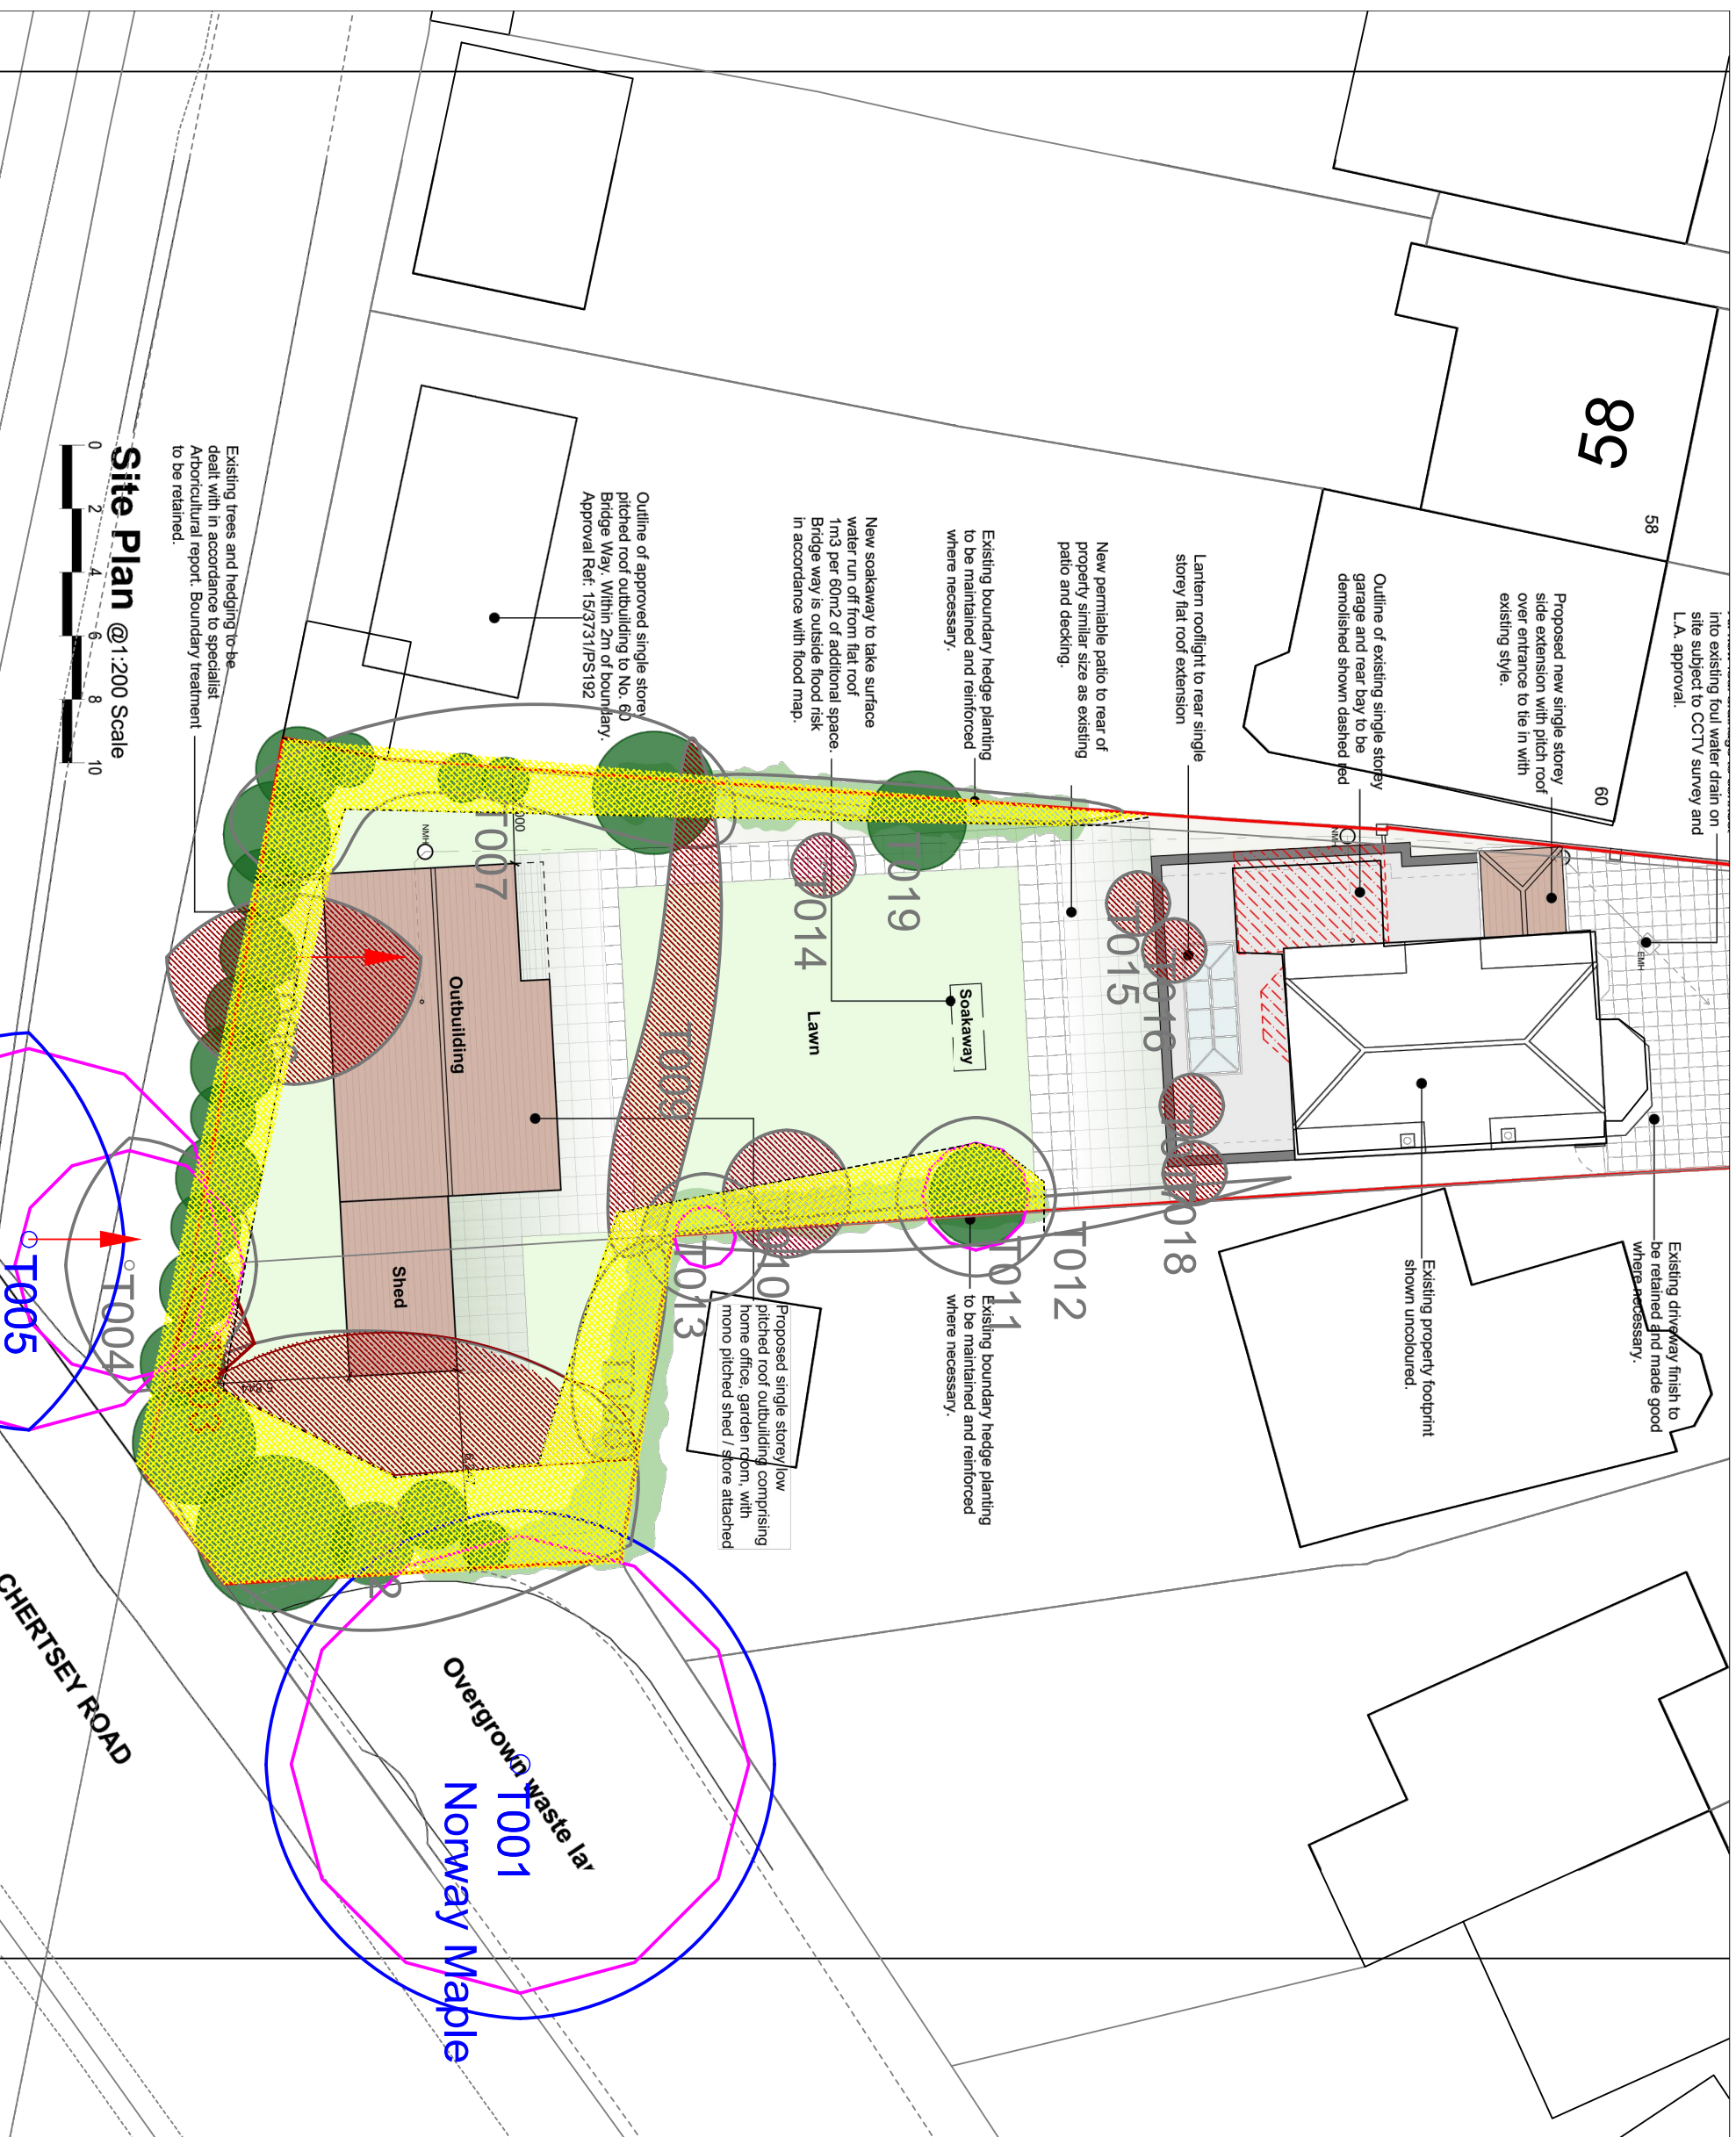 58
58
60
into existing foul water drain on
site subject to CCTV survey and
L.A. approval.
Proposed new single storey
side extension with pitch roof
over entrance to tie in with
existing style.
Outline of existing single storey
garage and rear bay to be
demolished shown dashed red
Lantern rooflight to rear single
storey flat roof extension
New permiable patio to rear of
property similar size as existing
patio and decking.
Existing boundary hedge planting
to be maintained and reinforced
where necessary.
New soakaway to take surface
water run off from flat roof
1m3 per 60m2 of additional space.
Bridge way is outside flood risk
in accordance with flood map.
Outline of approved single storey
pitched roof outbuilding to No. 60
Bridge Way. Within 2m of boundary.
Approval Ref: 15/3731/PS192
Existing trees and hedging to be
dealt with in accordance to specialist
Arboricultural report. Boundary treatment
to be retained.
Site Plan @1:200 Scale
0 2 4 6 8 10
EMH
NMH
T007
T019
T014
T015
T016
T018
T009
T012
T011
T013
T004
T005
Soakaway
Lawn
Outbuilding
Shed
Existing driveway finish to
be retained and made good
where necessary.
Existing property footprint
shown uncoloured.
Existing boundary hedge planting
to be maintained and reinforced
where necessary.
Proposed single storey low
pitched roof outbuilding comprising
home office, garden room, with
mono pitched shed / store attached
Overgrown waste
T001
Norway Maple
CHERTSEY ROAD